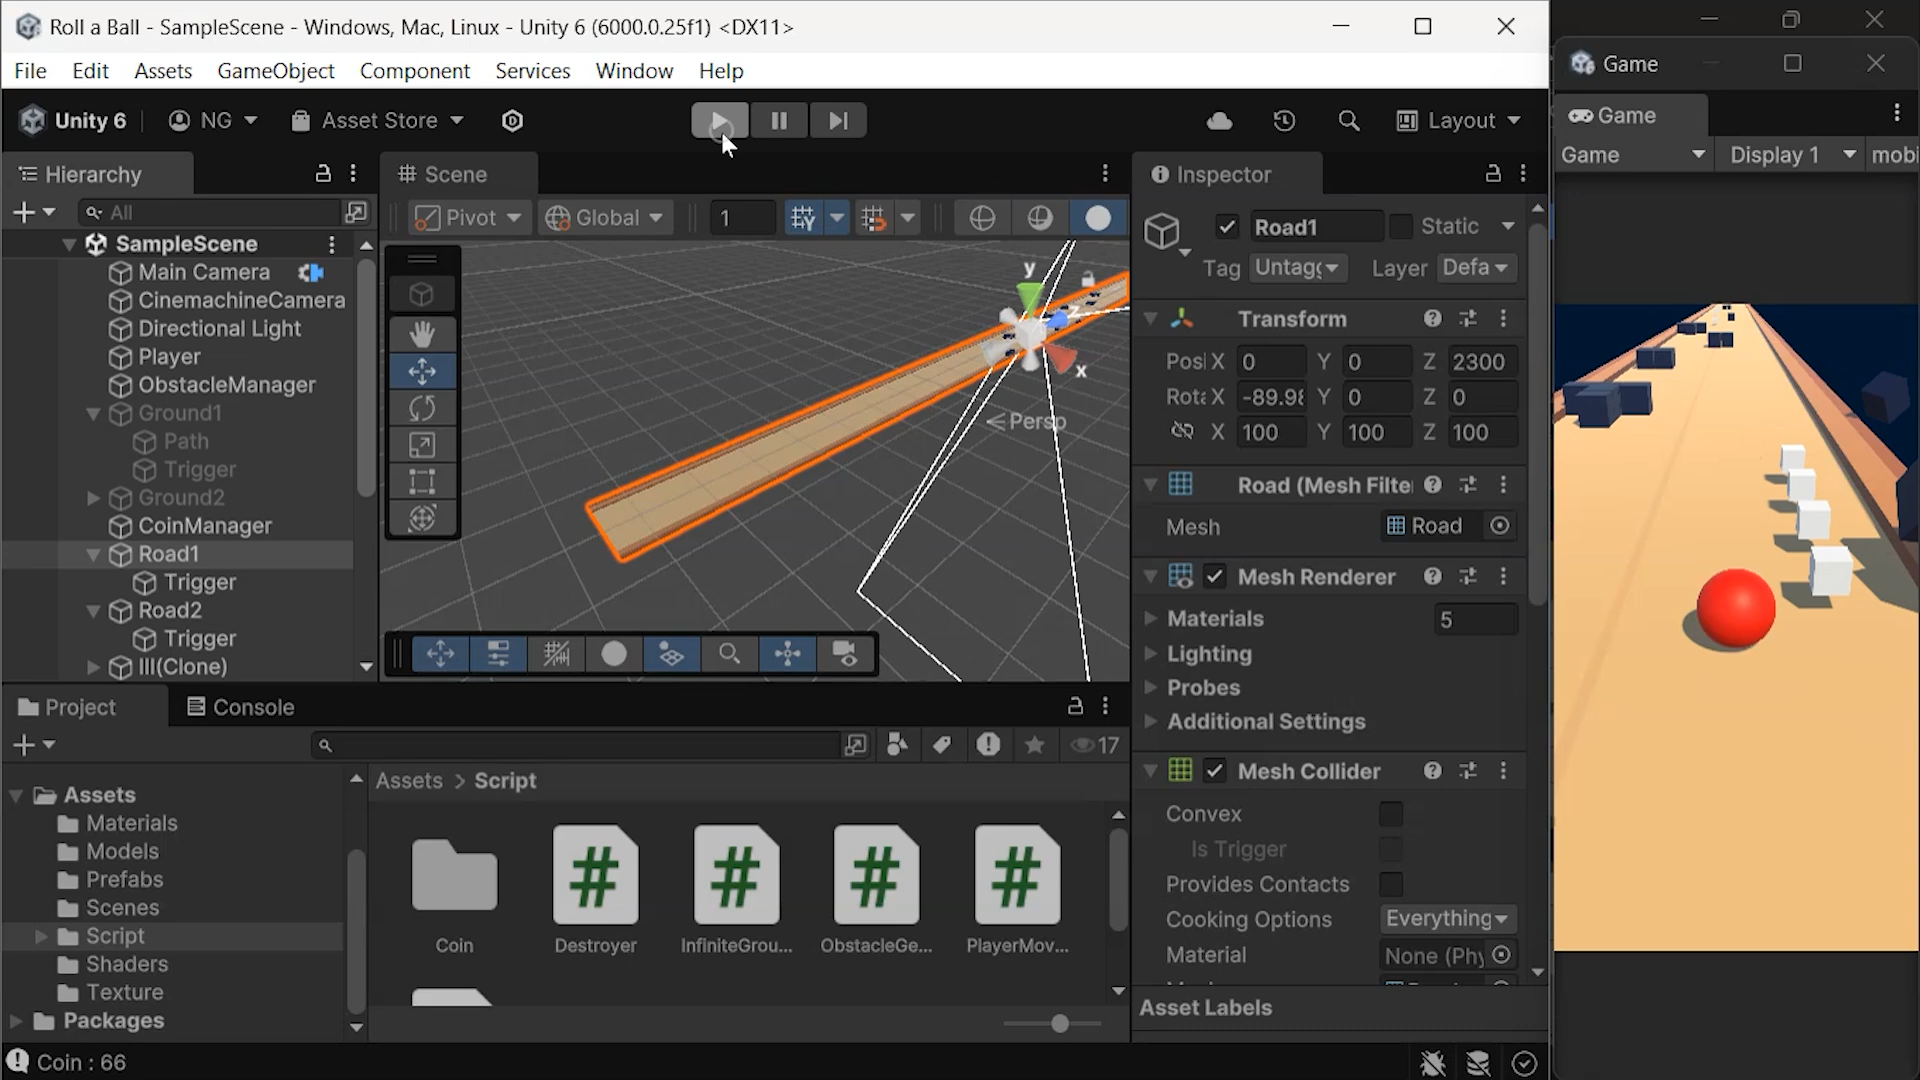 Roll a Ball - SampleScene - Windows, Mac, Linux - Unity 6 (6000.0.25f1) <DX11>
File Edit Assets GameObject Component Services Window Help
Unity 6 NG Asset Store Layout
Hierarchy
All
SampleScene
Main Camera
CinemachineCamera
Directional Light
Player
ObstacleManager
Ground1
Path
Trigger
Ground2
CoinManager
Road1
Trigger
Road2
Trigger
III(Clone)
Scene
Pivot Global 1
y
z
x
Persp
Inspector
Road1 Static
Tag Untagg Layer Defa
Transform
Posi X 0 Y 0 Z 2300
Rota X -89.98 Y 0 Z 0
X 100 Y 100 Z 100
Road (Mesh Filte
Mesh Road
Mesh Renderer
Materials 5
Lighting
Probes
Additional Settings
Mesh Collider
Convex
Is Trigger
Provides Contacts
Cooking Options Everything
Material None (Phy
Asset Labels
Project Console
17
Assets
Materials
Models
Prefabs
Scenes
Script
Shaders
Texture
Packages
Assets > Script
Coin Destroyer InfiniteGrou... ObstacleGe... PlayerMov...
Coin : 66
Game
Game
Game Display 1 mobi